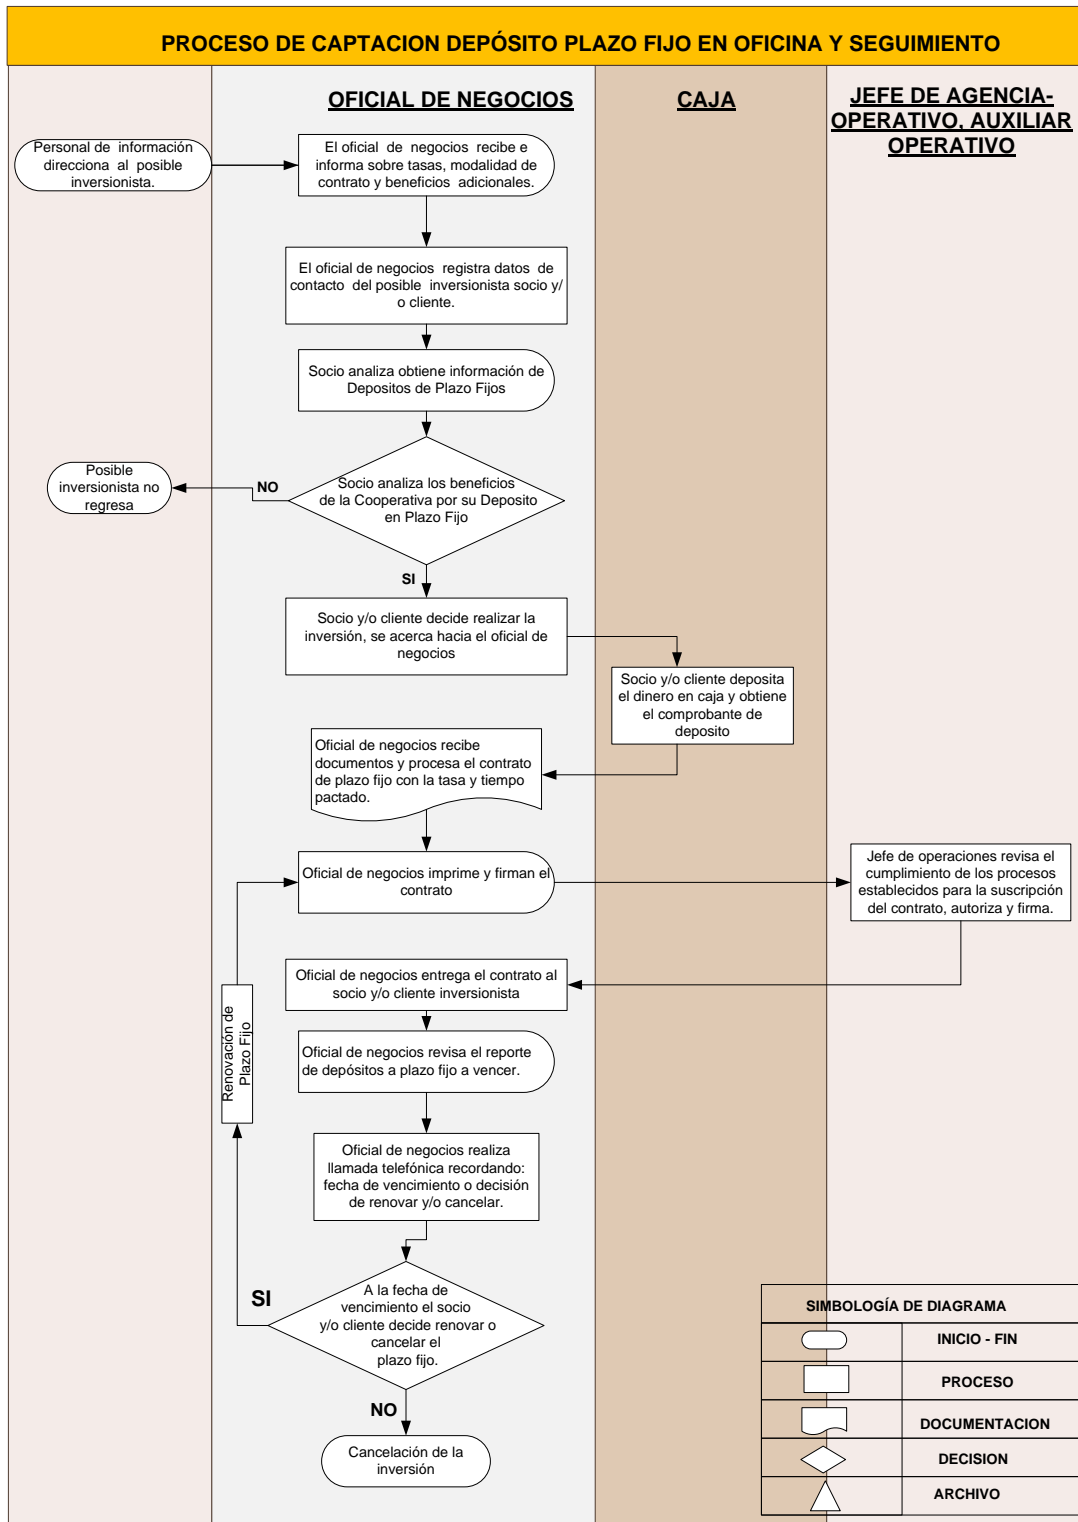 PROCESO DE CAPTACION DEPÓSITO PLAZO FIJO EN OFICINA Y SEGUIMIENTO
OFICIAL DE NEGOCIOS
CAJA
JEFE DE AGENCIA-
OPERATIVO, AUXILIAR
OPERATIVO
Personal de información
direcciona al posible
inversionista.
El oficial de negocios recibe e
informa sobre tasas, modalidad de
contrato y beneficios adicionales.
El oficial de negocios registra datos de
contacto del posible inversionista socio y/
o cliente.
Socio analiza obtiene información de
Depositos de Plazo Fijos
Posible
inversionista no
regresa
NO
Socio analiza los beneficios
de la Cooperativa por su Deposito
en Plazo Fijo
SI
Socio y/o cliente decide realizar la
inversión, se acerca hacia el oficial de
negocios
Socio y/o cliente deposita
el dinero en caja y obtiene
el comprobante de
deposito
Oficial de negocios recibe
documentos y procesa el contrato
de plazo fijo con la tasa y tiempo
pactado.
Oficial de negocios imprime y firman el
contrato
Jefe de operaciones revisa el
cumplimiento de los procesos
establecidos para la suscripción
del contrato, autoriza y firma.
Oficial de negocios entrega el contrato al
socio y/o cliente inversionista
Renovación de
Plazo Fijo
Oficial de negocios revisa el reporte
de depósitos a plazo fijo a vencer.
Oficial de negocios realiza
llamada telefónica recordando:
fecha de vencimiento o decisión
de renovar y/o cancelar.
SI
A la fecha de
vencimiento el socio
y/o cliente decide renovar o
cancelar el
plazo fijo.
NO
Cancelación de la
inversión
SIMBOLOGÍA DE DIAGRAMA
INICIO - FIN
PROCESO
DOCUMENTACION
DECISION
ARCHIVO